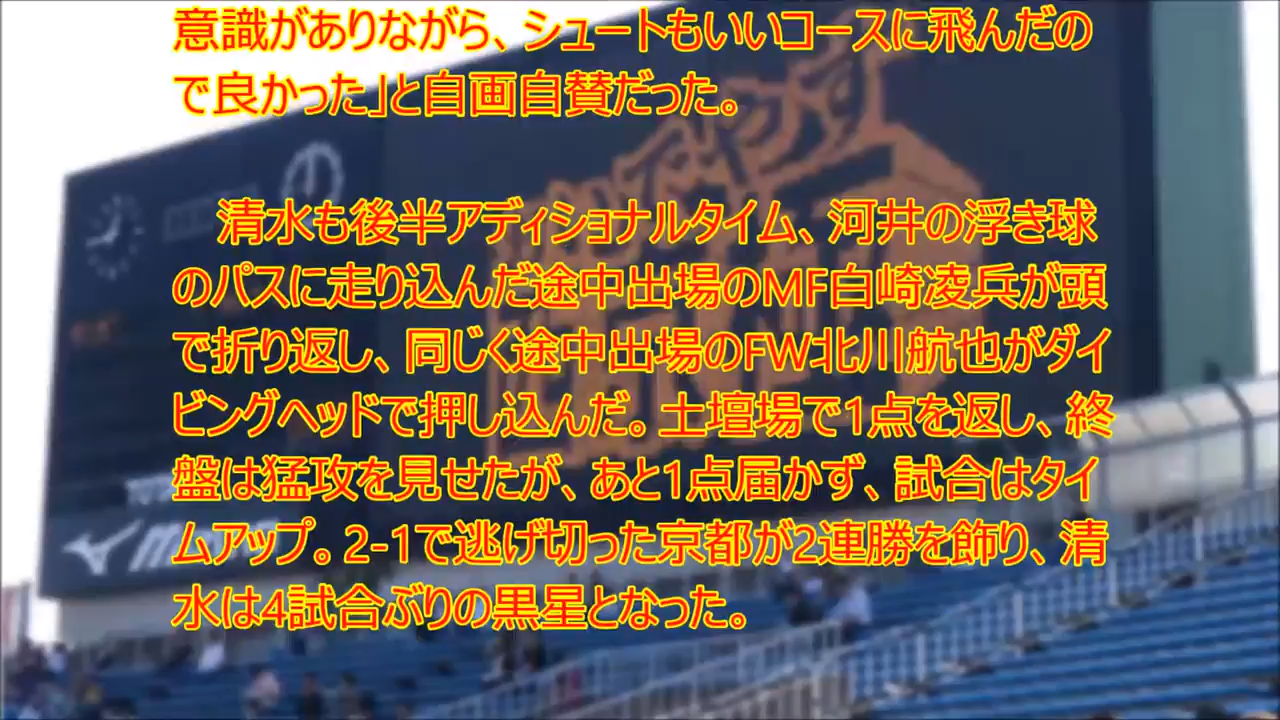 意識がありながら、シュートもいいコースに飛んだの
で良かった」と自画自賛だった。
清水も後半アディショナルタイム、河井の浮き球
のパスに走り込んだ途中出場のMF白崎凌兵が頭
で折り返し、同じく途中出場のFW北川航也がダイ
ビングヘッドで押し込んだ。土壇場で1点を返し、終
盤は猛攻を見せたが、あと1点届かず、試合はタイ
ムアップ。2-1で逃げ切った京都が2連勝を飾り、清
水は4試合ぶりの黒星となった。